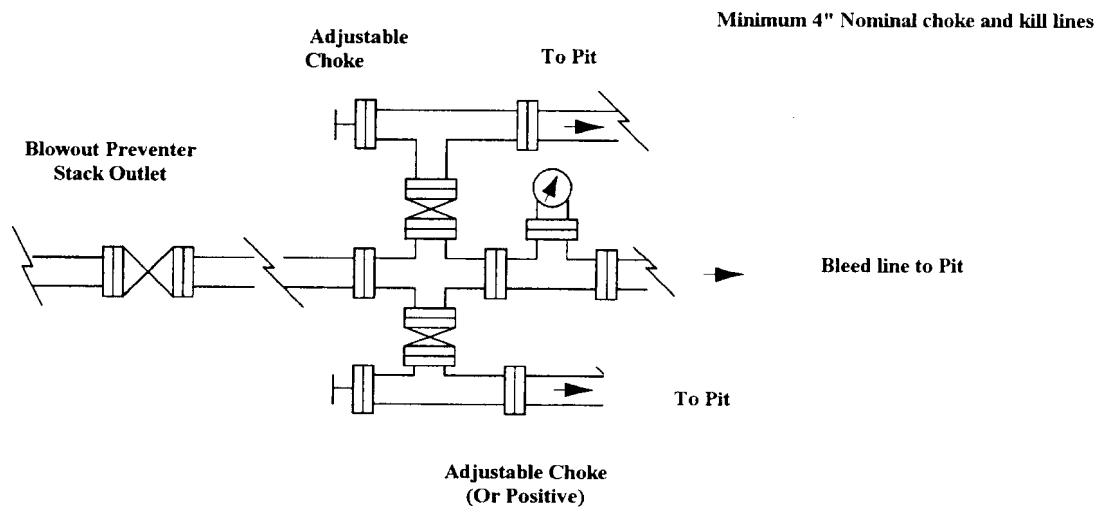 Minimum 4" Nominal choke and kill lines
Adjustable
Choke
To Pit
Blowout Preventer
Stack Outlet
Bleed line to Pit
To Pit
Adjustable Choke
(Or Positive)